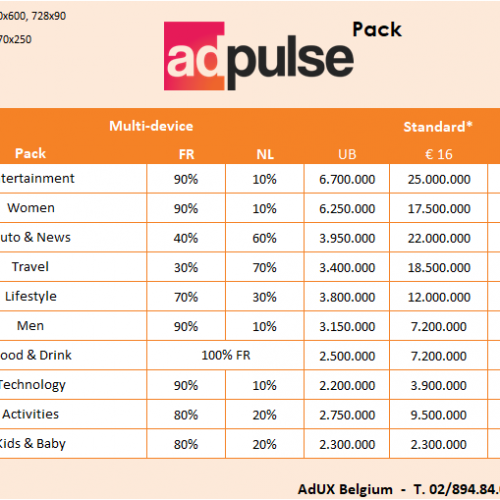 0x600, 728x90
70x250
adpulse Pack
Multi-device Standard*
Pack FR NL UB € 16
tertainment 90% 10% 6.700.000 25.000.000
Women 90% 10% 6.250.000 17.500.000
uto & News 40% 60% 3.950.000 22.000.000
Travel 30% 70% 3.400.000 18.500.000
Lifestyle 70% 30% 3.800.000 12.000.000
Men 90% 10% 3.150.000 7.200.000
ood & Drink 100% FR 2.500.000 7.200.000
Technology 90% 10% 2.200.000 3.900.000
Activities 80% 20% 2.750.000 9.500.000
Kids & Baby 80% 20% 2.300.000 2.300.000
AdUX Belgium - T. 02/894.84.